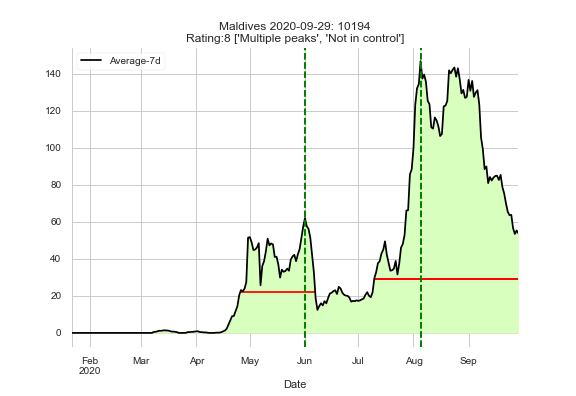 Maldives 2020-09-29: 10194
Rating:8 ['Multiple peaks', 'Not in control']
Average-7d
140
120
100
80
60
40
20
0
Feb Mar Apr May Jun Jul Aug Sep
2020
Date